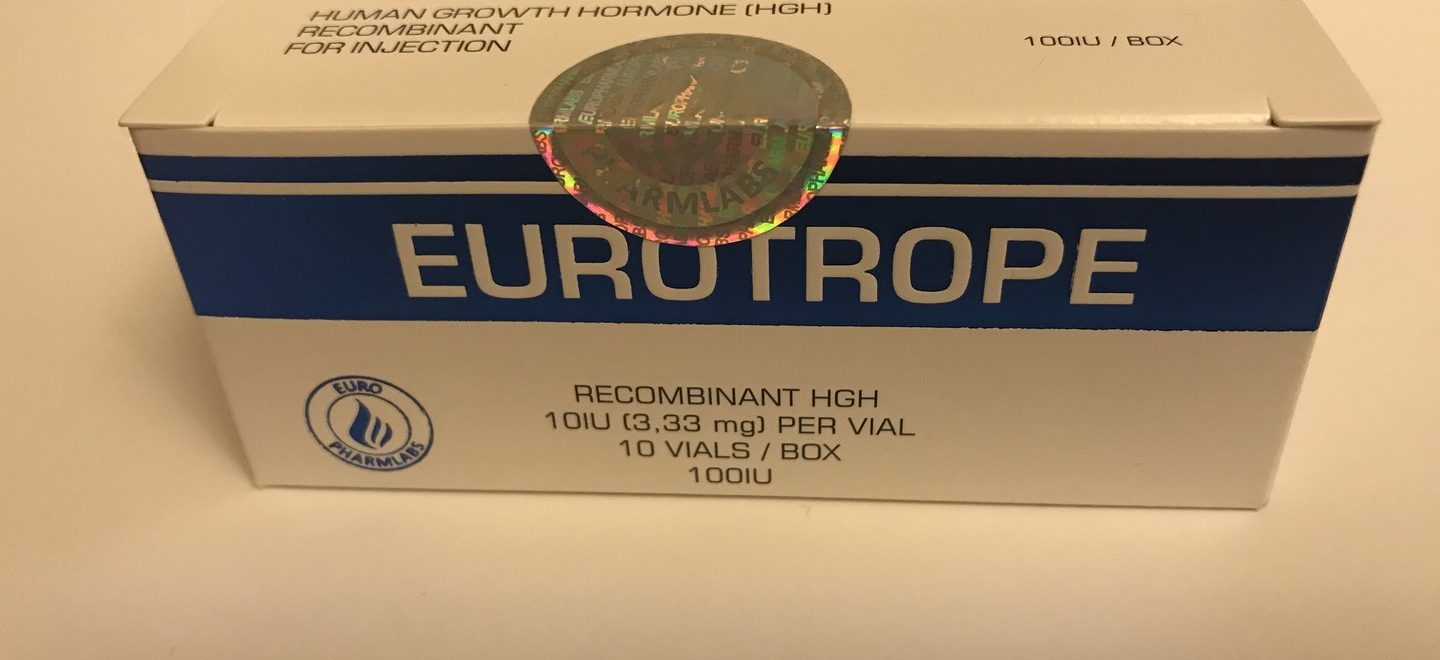 HUMAN GROWTH HORMONE (HGH)
RECOMBINANT
FOR INJECTION
100IU / BOX
PHARMLABS
EUROTROPE
EURO
PHARMLABS
RECOMBINANT HGH
10IU (3,33 mg) PER VIAL
10 VIALS / BOX
100IU